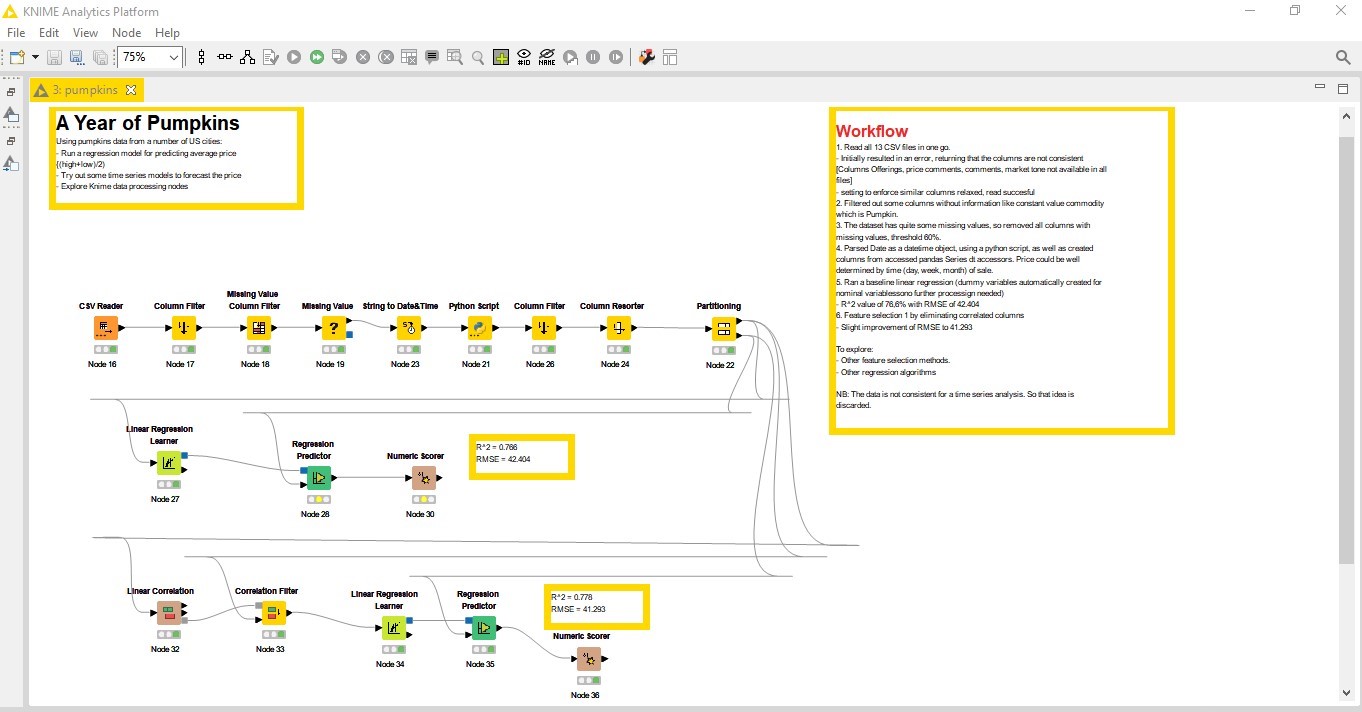 KNIME Analytics Platform
File Edit View Node Help
75%
#ID
NAME
3: pumpkins
A Year of Pumpkins
Using pumpkins data from a number of US cities:
- Run a regression model for predicting average price
{(high+low)/2)
- Try out some time series models to forecast the price
- Explore Knime data processing nodes
Workflow
1. Read all 13 CSV files in one go.
- Initially resulted in an error, returning that the columns are not consistent
[Columns Offerings, price comments, comments, market tone not available in all
files]
- setting to enforce similar columns relaxed, read succesful
2. Filtered out some columns without information like constant value commodity
which is Pumpkin.
3. The dataset has quite some missing values, so removed all columns with
missing values, threshold 60%.
4. Parsed Date as a datetime object, using a python script, as well as created
columns from accessed pandas Series dt accessors. Price could be well
determined by time (day, week, month) of sale.
5. Ran a baseline linear regression (dummy variables automatically created for
nominal variablessono further processign needed)
- R^2 value of 76,6% with RMSE of 42.404
6. Feature selection 1 by eliminating correlated columns
- Slight improvement of RMSE to 41.293
To explore:
- Other feature selection methods.
- Other regression algorithms
NB: The data is not consistent for a time series analysis. So that idea is
discarded.
CSV Reader
Node 16
Column Filter
Node 17
Missing Value
Column Filter
Node 18
Missing Value
?
Node 19
String to Date&Time
Node 23
Python Script
Node 21
Column Filter
Node 26
Column Resorter
Node 24
Partitioning
Node 22
Linear Regression
Learner
Node 27
Regression
Predictor
Node 28
Numeric Scorer
Node 30
R^2 = 0.766
RMSE = 42.404
Linear Correlation
Node 32
Correlation Filter
Node 33
Linear Regression
Learner
Node 34
Regression
Predictor
Node 35
R^2 = 0.778
RMSE = 41.293
Numeric Scorer
Node 36